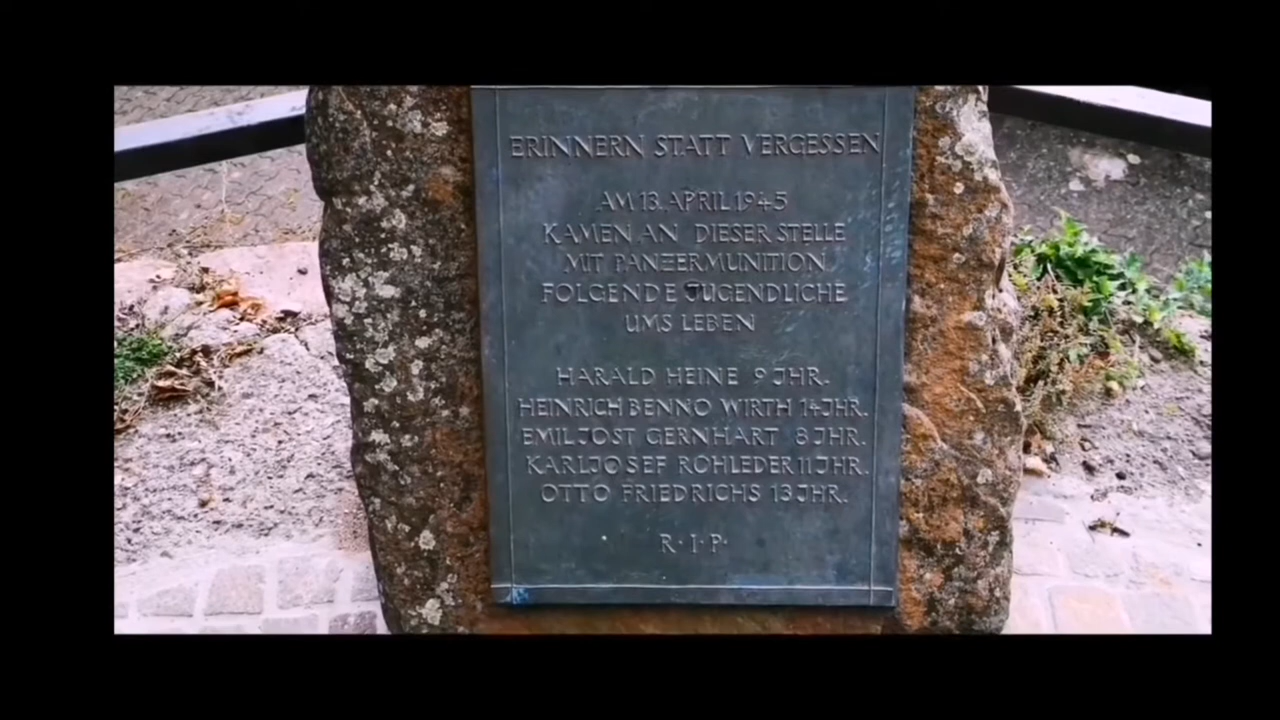 ERINNERN STATT VERGESSEN
AM 13. APRIL 1945
KAMEN AN DIESER STELLE
MIT PANZERMUNITION
FOLGENDE JUGENDLICHE
UMS LEBEN
HARALD HEINE 9 JHR.
HEINRICH BENNO WIRTH 14 JHR.
EMIL JOST GERNHART 8 JHR.
KARL JOSEF ROHLEDER 11 JHR.
OTTO FRIEDRICHS 13 JHR.
R·I·P·